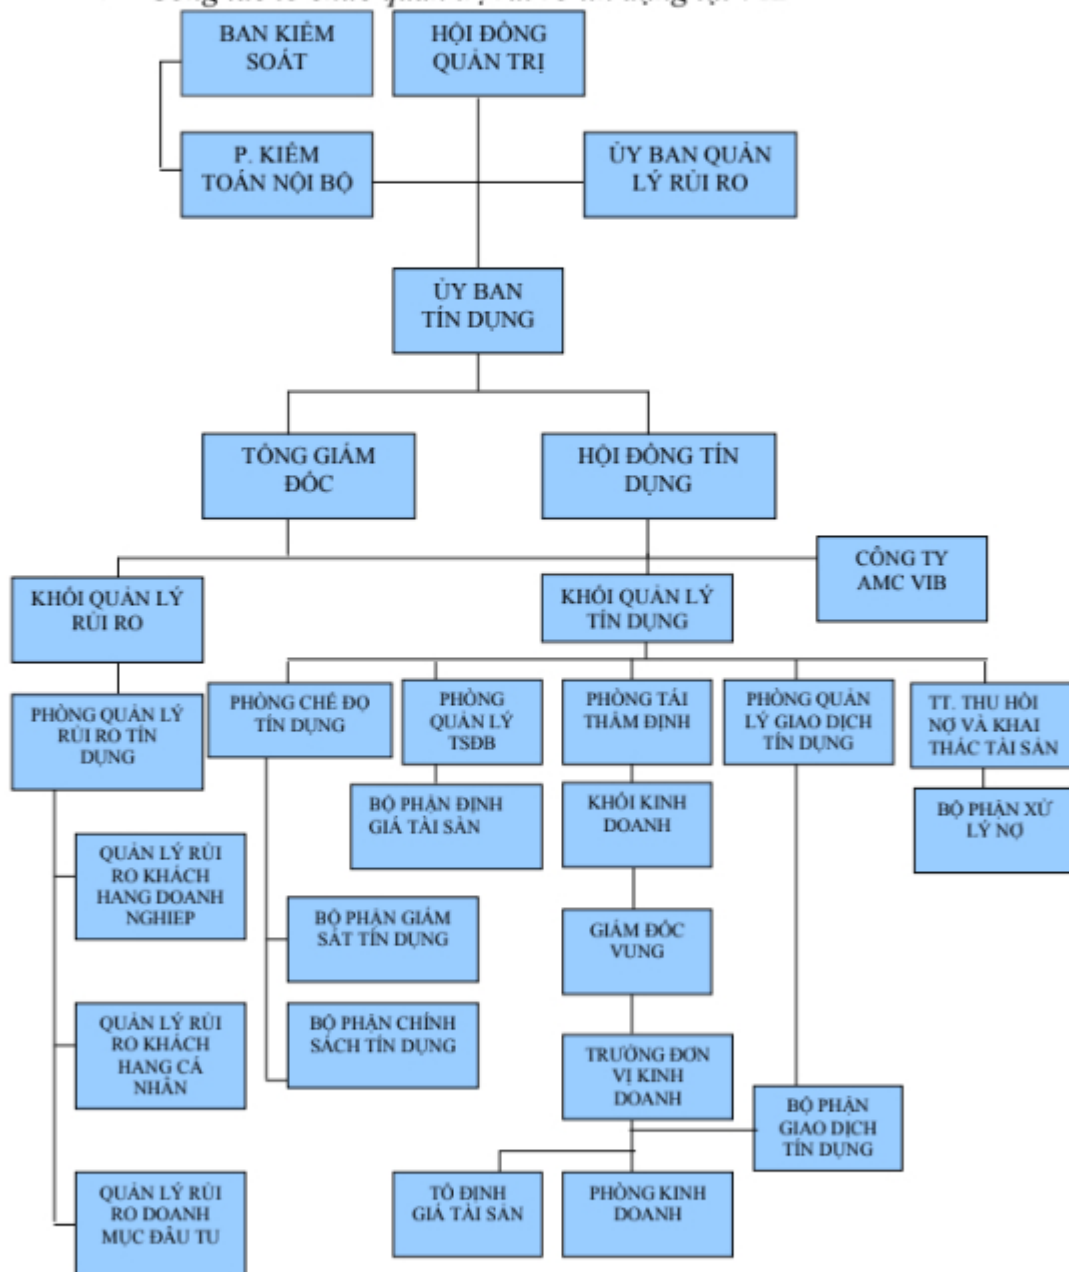 BAN KIỂM
SOÁT
HỘI ĐỒNG
QUẢN TRỊ
P. KIỂM
TOÁN NỘI BỘ
ỦY BAN QUẢN
LÝ RỦI RO
ỦY BAN
TÍN DỤNG
TỔNG GIÁM
ĐỐC
HỘI ĐỒNG TÍN
DỤNG
CÔNG TY
AMC VIB
KHỐI QUẢN LÝ
RỦI RO
KHỐI QUẢN LÝ
TÍN DỤNG
PHÒNG QUẢN LÝ
RỦI RO TÍN
DỤNG
PHÒNG CHẾ ĐỘ
TÍN DỤNG
PHÒNG
QUẢN LÝ
TSĐB
PHÒNG TÁI
THẨM ĐỊNH
PHÒNG QUẢN
LÝ GIAO DỊCH
TÍN DỤNG
TT. THU HỒI
NỢ VÀ KHAI
THÁC TÀI SẢN
BỘ PHẬN ĐỊNH
GIÁ TÀI SẢN
KHỐI KINH
DOANH
BỘ PHẬN XỬ
LÝ NỢ
QUẢN LÝ RỦI
RO KHÁCH
HANG DOANH
NGHIEP
BỘ PHẬN GIÁM
SÁT TÍN DỤNG
GIÁM ĐỐC
VUNG
QUẢN LÝ RỦI
RO KHÁCH
HANG CÁ
NHÂN
BỘ PHẬN CHÍNH
SÁCH TÍN DỤNG
TRƯỞNG ĐƠN
VỊ KINH
DOANH
BỘ PHẬN
GIAO DỊCH
TÍN DỤNG
QUẢN LÝ RỦI
RO DOANH
MỤC ĐẦU TU
TỔ ĐỊNH
GIÁ TÀI SẢN
PHÒNG KINH
DOANH